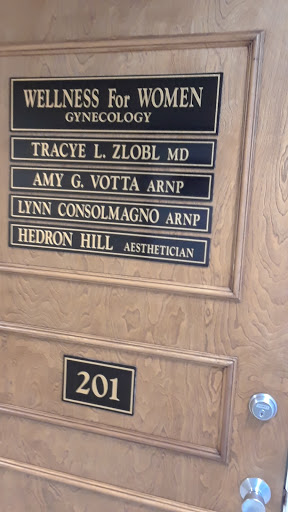 WELLNESS For WOMEN
GYNECOLOGY
TRACYE L. ZLOBL MD
AMY G. VOTTA ARNP
LYNN CONSOLMAGNO ARNP
HEDRON HILL AESTHETICIAN
201